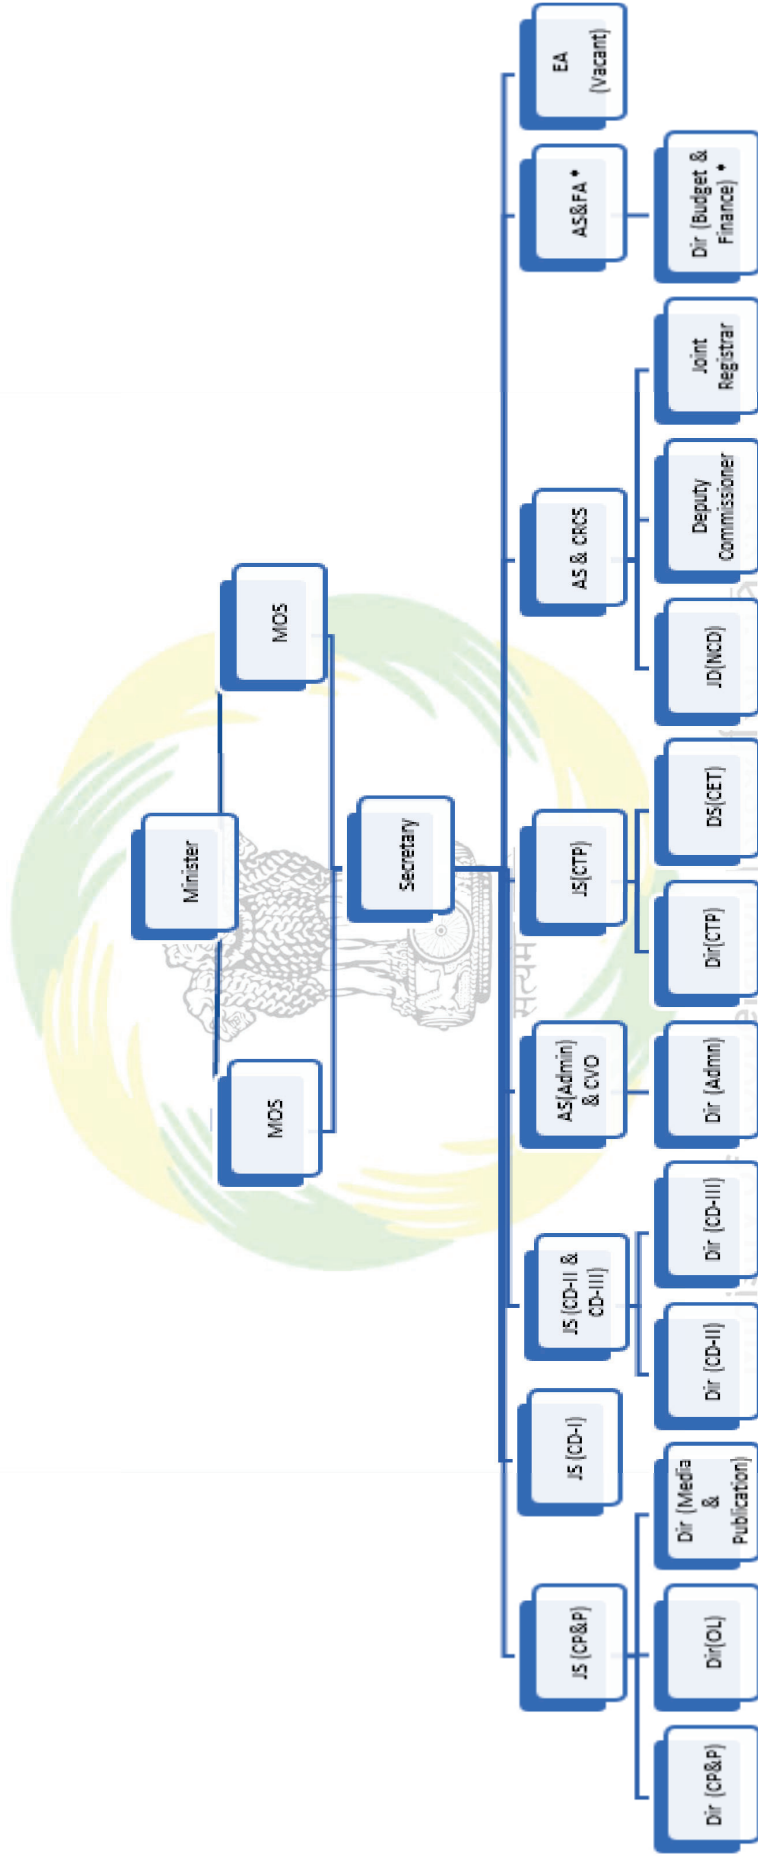 Minister
MOS
MOS
Secretary
JS (CP&P)
JS (CD-I)
JS (CD-II &
CD-III)
AS(Admin)
& CVO
JS(CTP)
AS & CRCS
AS&FA *
EA
(Vacant)
Dir (CP&P)
Dir(OL)
Dir (Media
&
Publication)
Dir (CD-II)
Dir (CD-III)
Dir (Admn)
Dir(CTP)
DS(CET)
JD(NCD)
Deputy
Commissioner
Joint
Registrar
Dir (Budget &
Finance) *